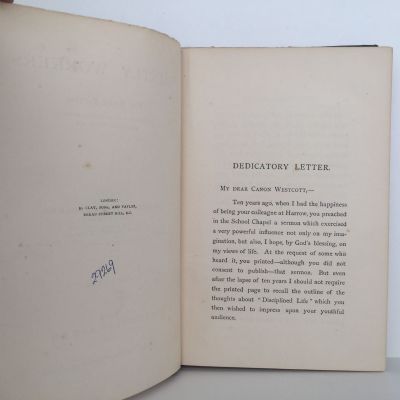 LONDON:
R. CLAY, SONS, AND TAYLOR,
BREAD STREET HILL, E.C.
27269
DEDICATORY LETTER.
MY DEAR CANON WESTCOTT,—
Ten years ago, when I had the happiness
of being your colleague at Harrow, you preached
in the School Chapel a sermon which exercised
a very powerful influence not only on my ima-
gination, but also, I hope, by God's blessing, on
my views of life. At the request of some who
heard it, you printed—although you did not
consent to publish—that sermon. But even
after the lapse of ten years I should not require
the printed page to recall the outline of the
thoughts about "Disciplined Life" which you
then wished to impress upon your youthful
audience.